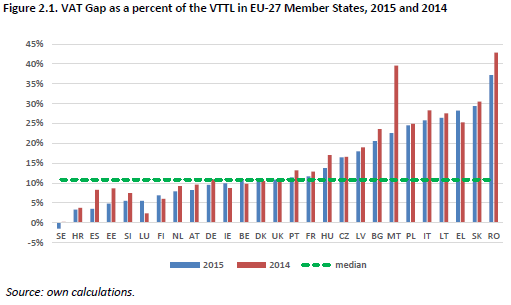 Figure 2.1. VAT Gap as a percent of the VTTL in EU-27 Member States, 2015 and 2014
45%
40%
35%
30%
25%
20%
15%
10%
5%
0%
-5%
SE HR ES EE SI LU FI NL AT DE IE BE DK UK PT FR HU CZ LV BG MT PL IT LT EL SK RO
2015 2014 median
Source: own calculations.